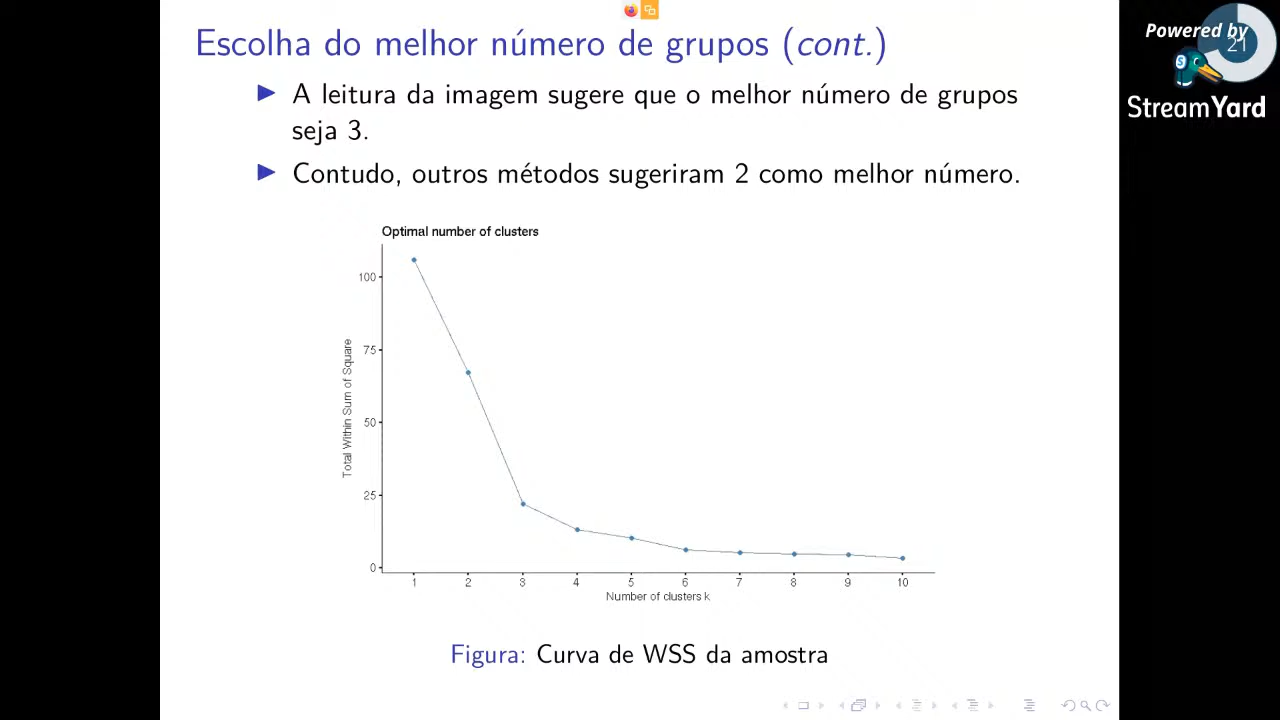 Escolha do melhor número de grupos (cont.)
Powered by
21
StreamYard
A leitura da imagem sugere que o melhor número de grupos
seja 3.
Contudo, outros métodos sugeriram 2 como melhor número.
Optimal number of clusters
Total Within Sum of Square
100
75
50
25
0
1 2 3 4 5 6 7 8 9 10
Number of clusters k
Figura: Curva de WSS da amostra